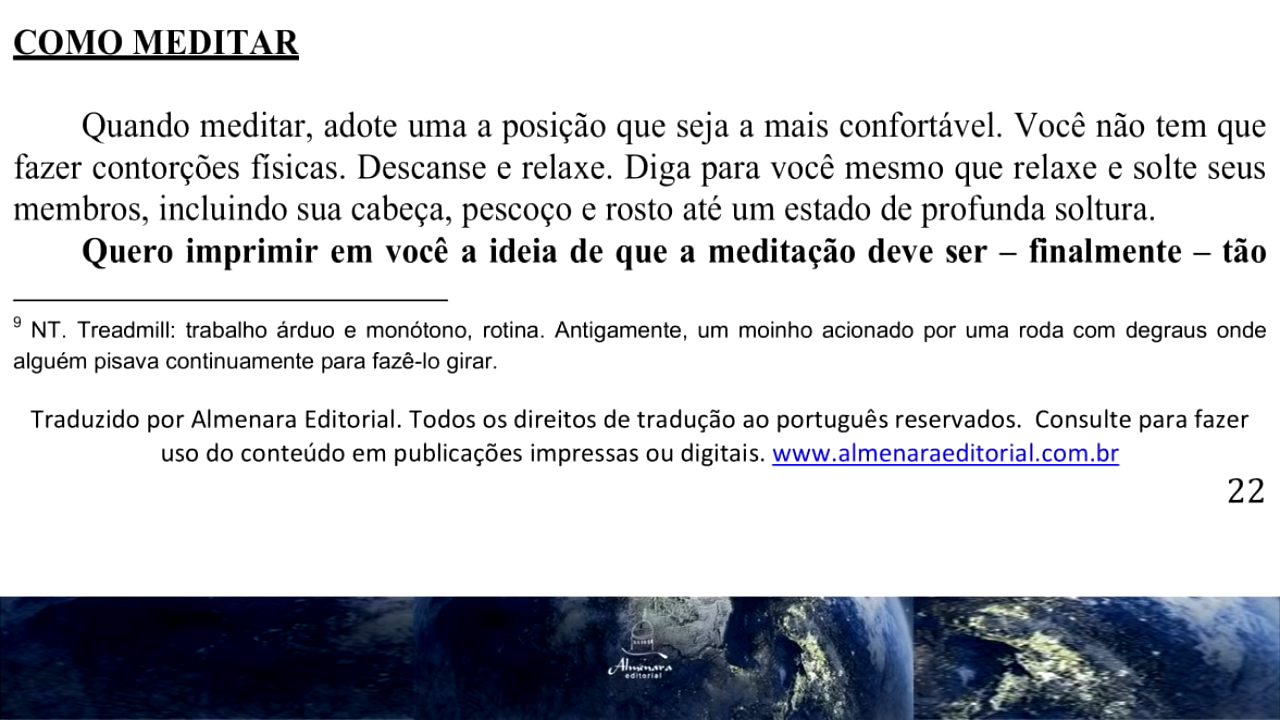 COMO MEDITAR
Quando meditar, adote uma a posição que seja a mais confortável. Você não tem que
fazer contorções físicas. Descanse e relaxe. Diga para você mesmo que relaxe e solte seus
membros, incluindo sua cabeça, pescoço e rosto até um estado de profunda soltura.
Quero imprimir em você a ideia de que a meditação deve ser – finalmente – tão
9 NT. Treadmill: trabalho árduo e monótono, rotina. Antigamente, um moinho acionado por uma roda com degraus onde
alguém pisava continuamente para fazê-lo girar.
Traduzido por Almenara Editorial. Todos os direitos de tradução ao português reservados. Consulte para fazer
uso do conteúdo em publicações impressas ou digitais. www.almenaraeditorial.com.br
22
Almenara
editorial